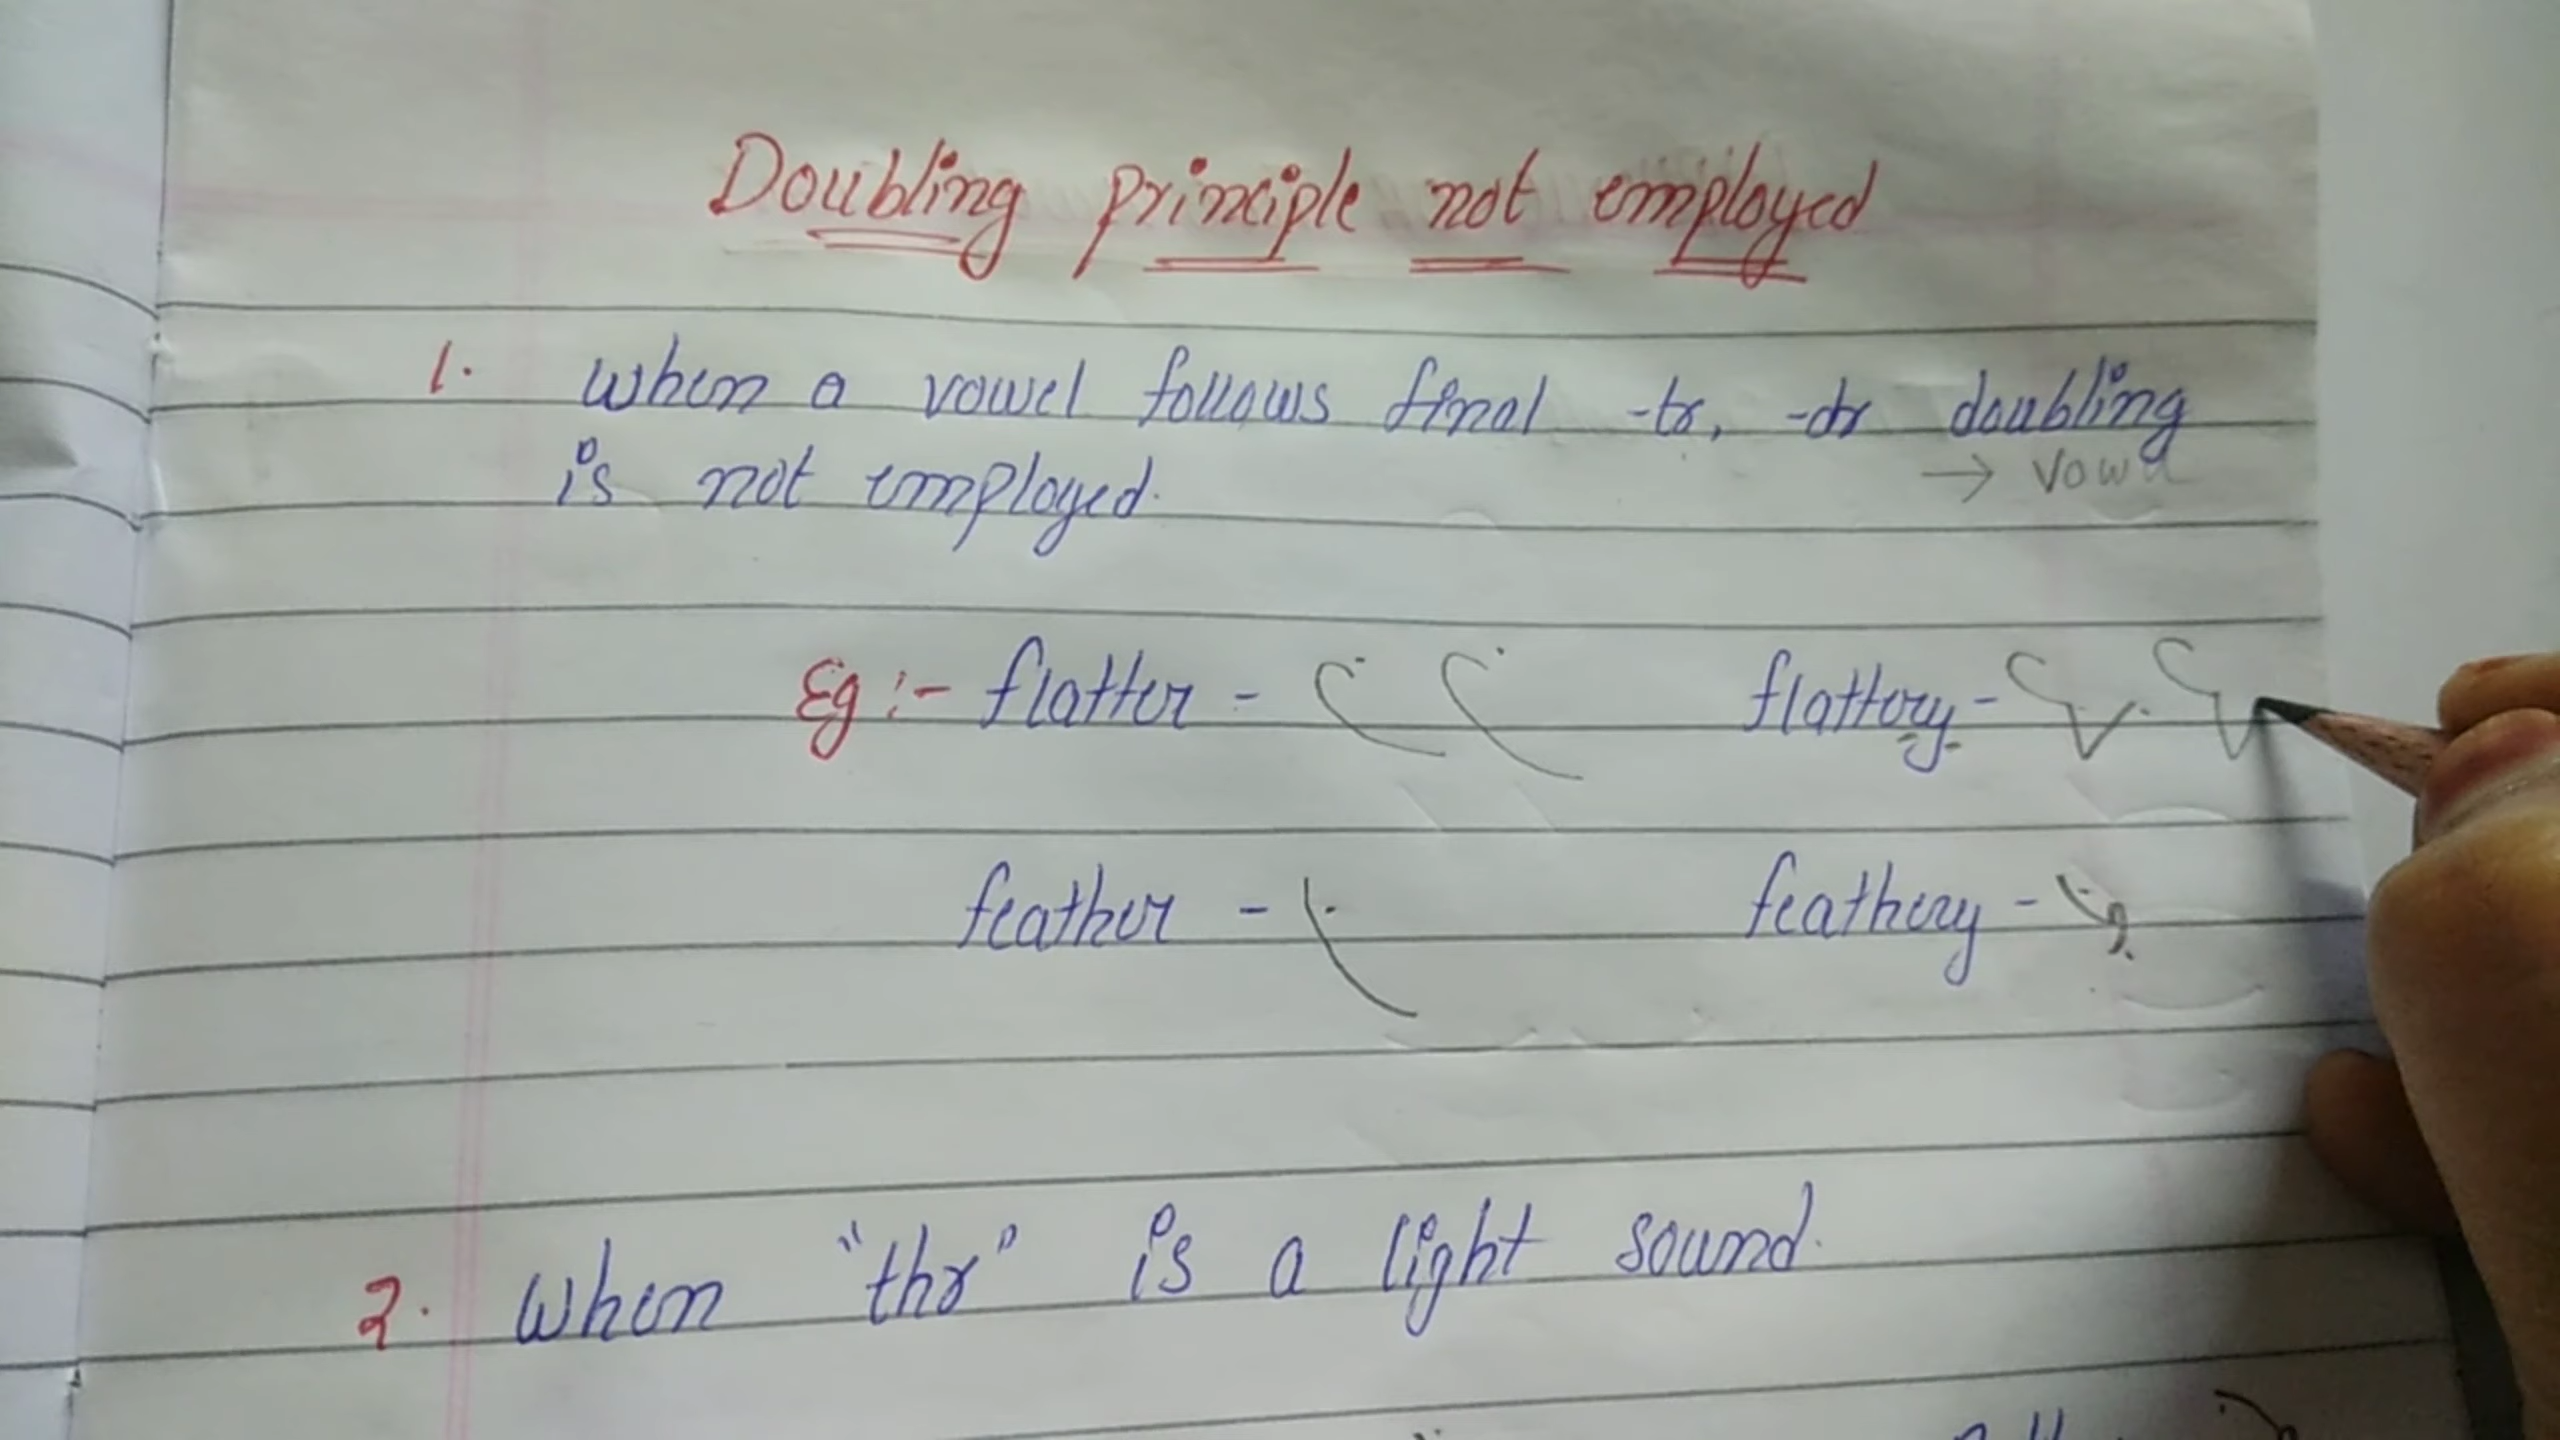 Doubling principle not employed
1. When a vowel follows final -tr, -dr doubling
is not employed.
→ Vowel
Eg :- flatter - flattery -
feather - feathery -
2. When "thr" is a light sound.